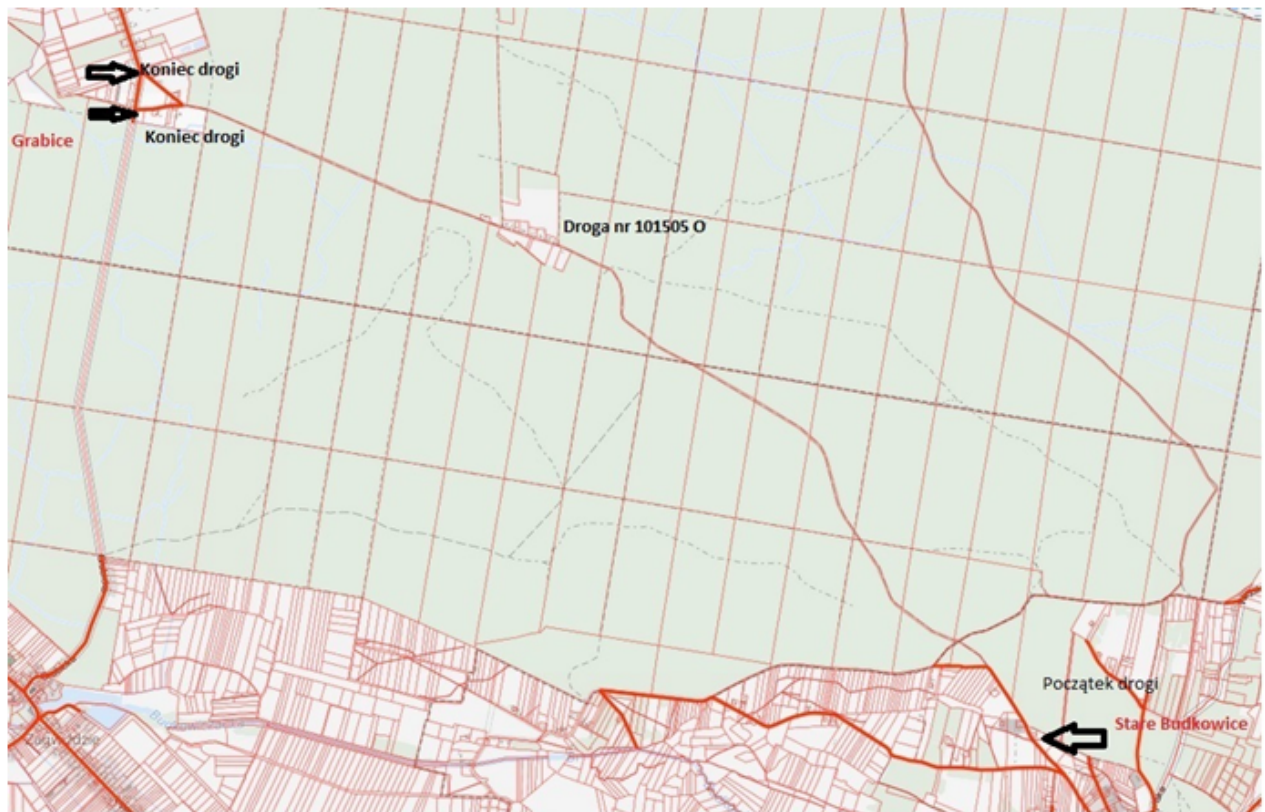 Koniec drogi
Koniec drogi
Grabice
Droga nr 101505 O
Początek drogi
Stare Budkowice